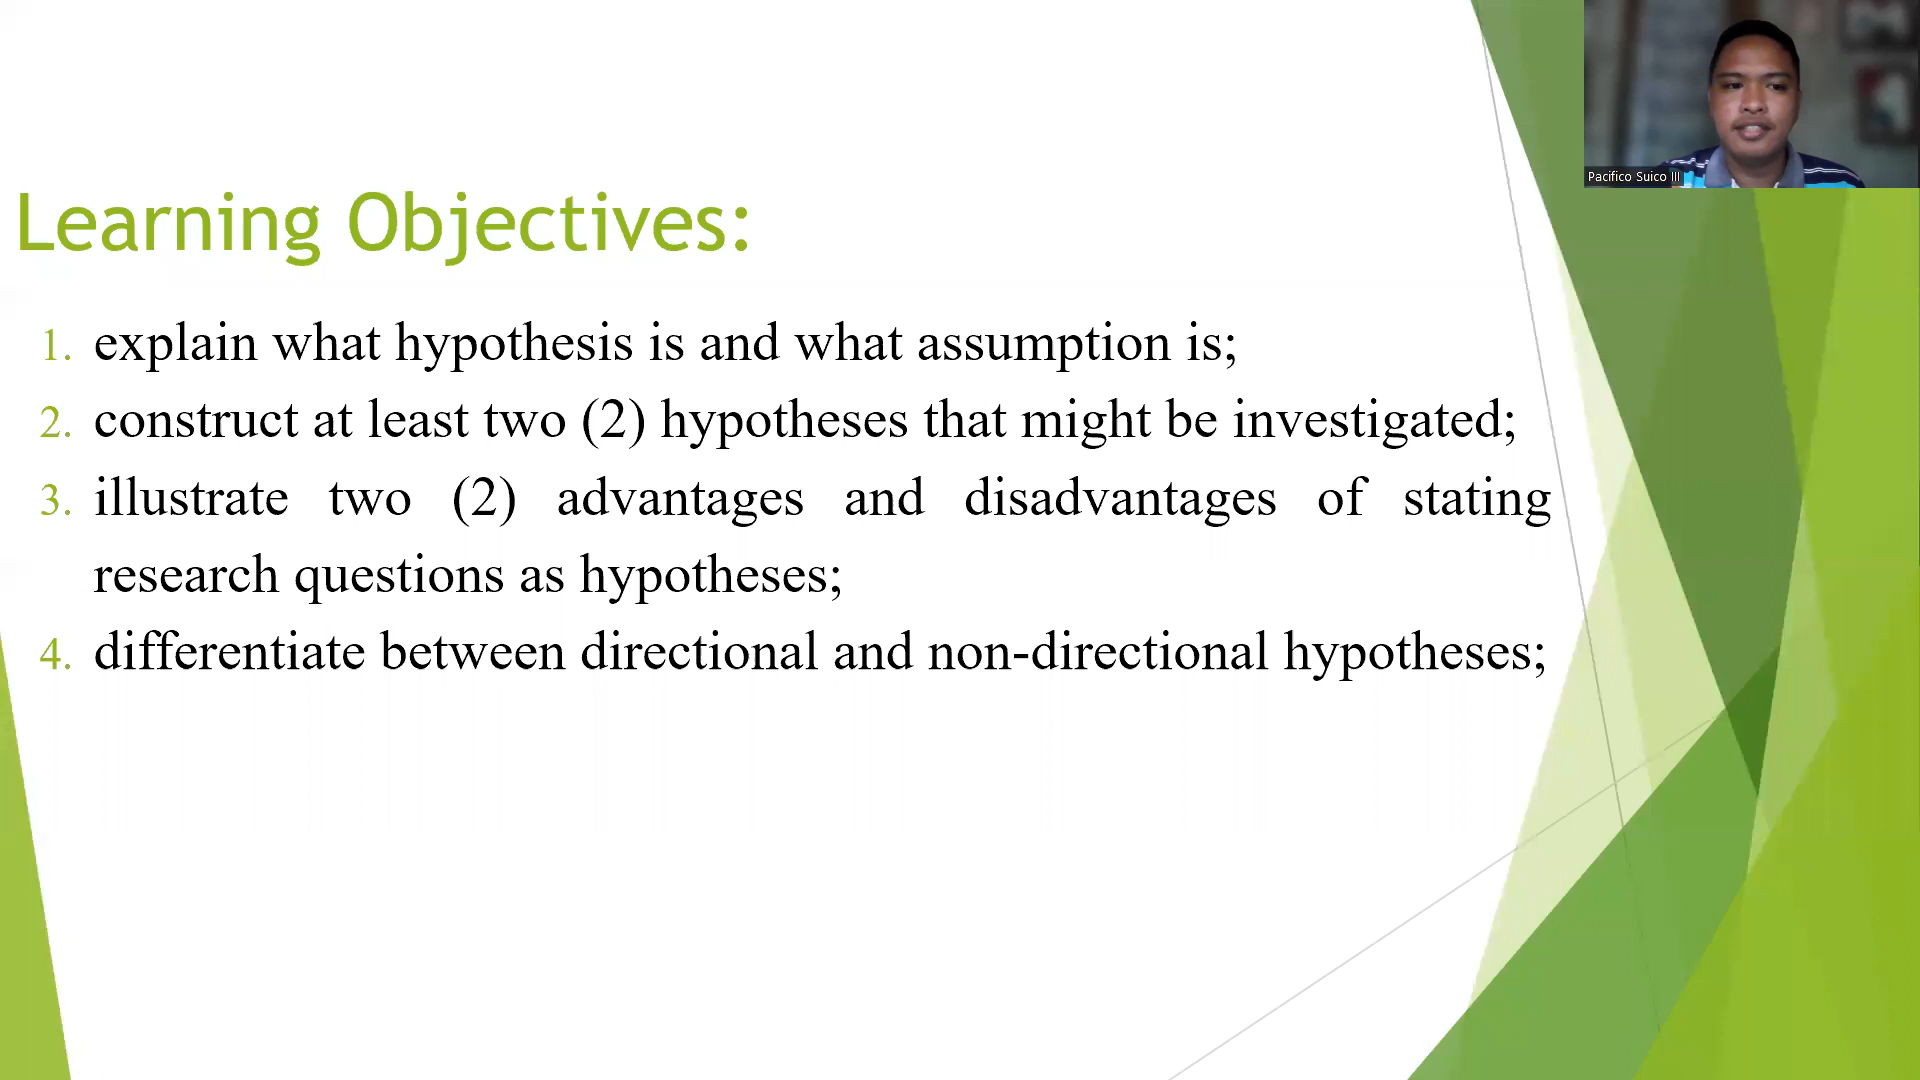 Pacifico Suico III
Learning Objectives:
1. explain what hypothesis is and what assumption is;
2. construct at least two (2) hypotheses that might be investigated;
3. illustrate two (2) advantages and disadvantages of stating
research questions as hypotheses;
4. differentiate between directional and non-directional hypotheses;